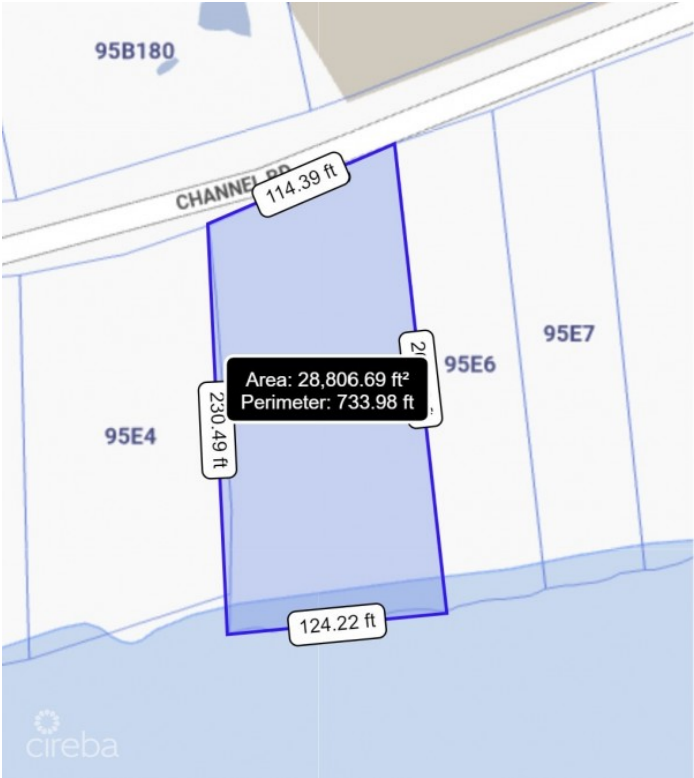 95B180
CHANNEL RD
114.39 ft
95E7
95E6
Area: 28,806.69 ft²
Perimeter: 733.98 ft
230.49 ft
95E4
124.22 ft
cireba